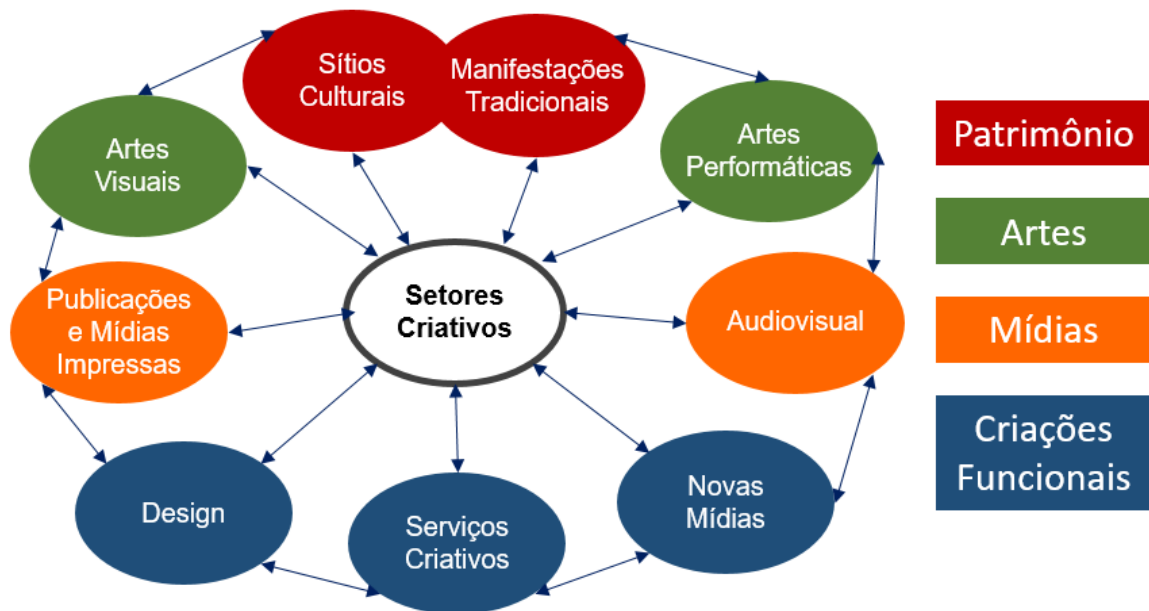 Sítios
Culturais
Manifestações
Tradicionais
Artes
Visuais
Artes
Performáticas
Publicações
e Mídias
Impressas
Setores
Criativos
Audiovisual
Design
Serviços
Criativos
Novas
Mídias
Patrimônio
Artes
Mídias
Criações
Funcionais